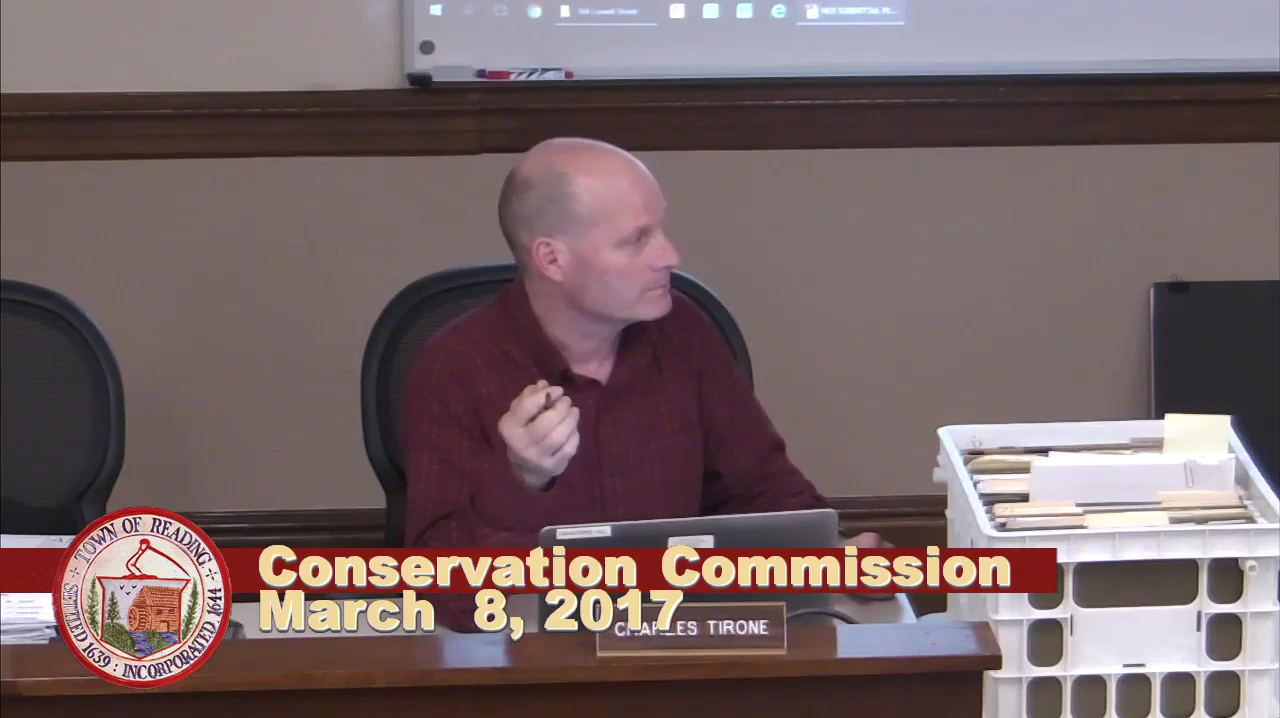 Conservation Commission
March 8, 2017
CHARLES TIRONE
TOWN OF READING
SETTLED 1639 : INCORPORATED 1644